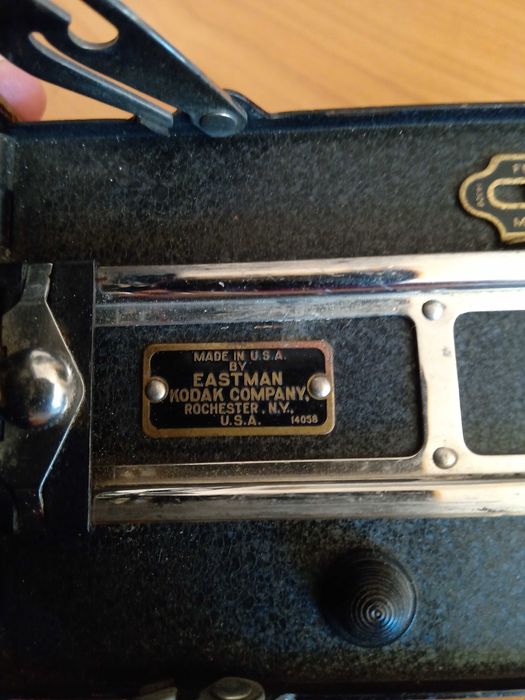 MADE IN U.S.A.
BY
EASTMAN
KODAK COMPANY,
ROCHESTER, N.Y.,
U.S.A. 14058